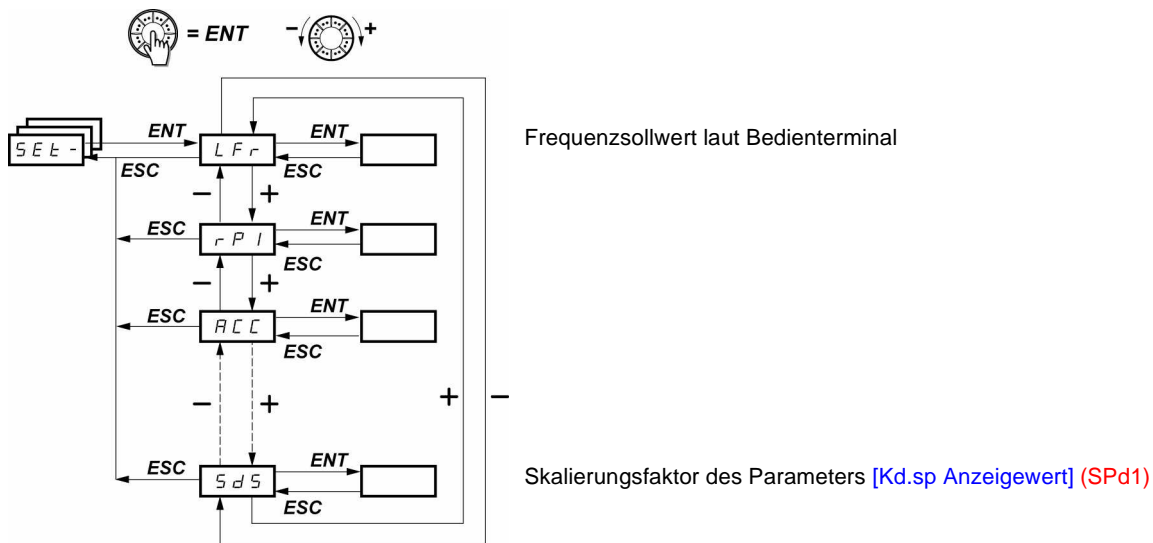 = ENT
- +
SEt-
ENT
ESC
LFr
ENT
ESC
Frequenzsollwert laut Bedienterminal
- +
ESC
rPI
ENT
ESC
- +
ESC
ACC
ENT
ESC
- +
+ -
ESC
SdS
ENT
ESC
Skalierungsfaktor des Parameters [Kd.sp Anzeigewert] (SPd1)